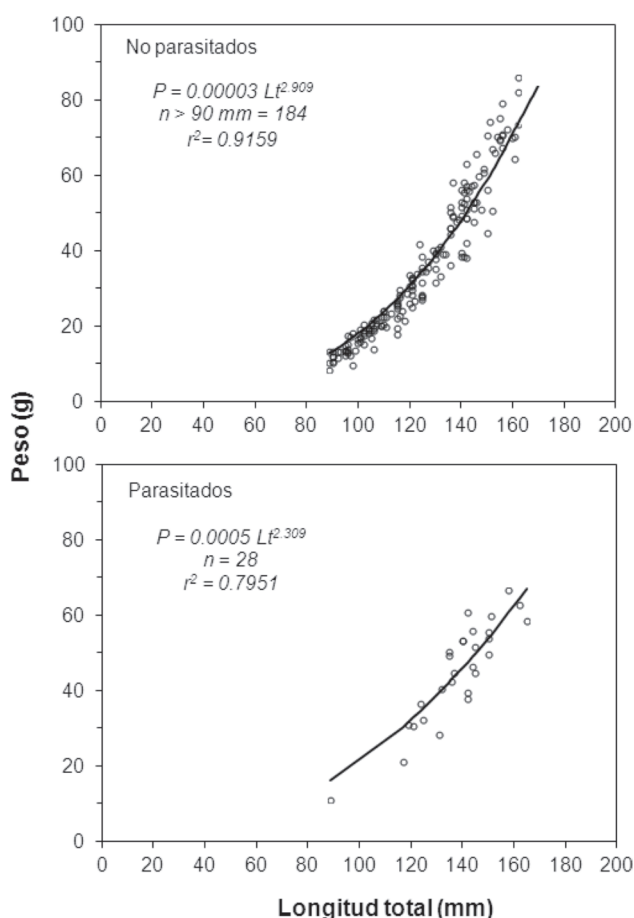 100
No parasitados
P = 0.00003 Lt^2.909
80
n > 90 mm = 184
r² = 0.9159
60
40
20
0
0 20 40 60 80 100 120 140 160 180 200
Peso (g)
100
Parasitados
P = 0.0005 Lt^2.309
80
n = 28
r² = 0.7951
60
40
20
0
0 20 40 60 80 100 120 140 160 180 200
Longitud total (mm)